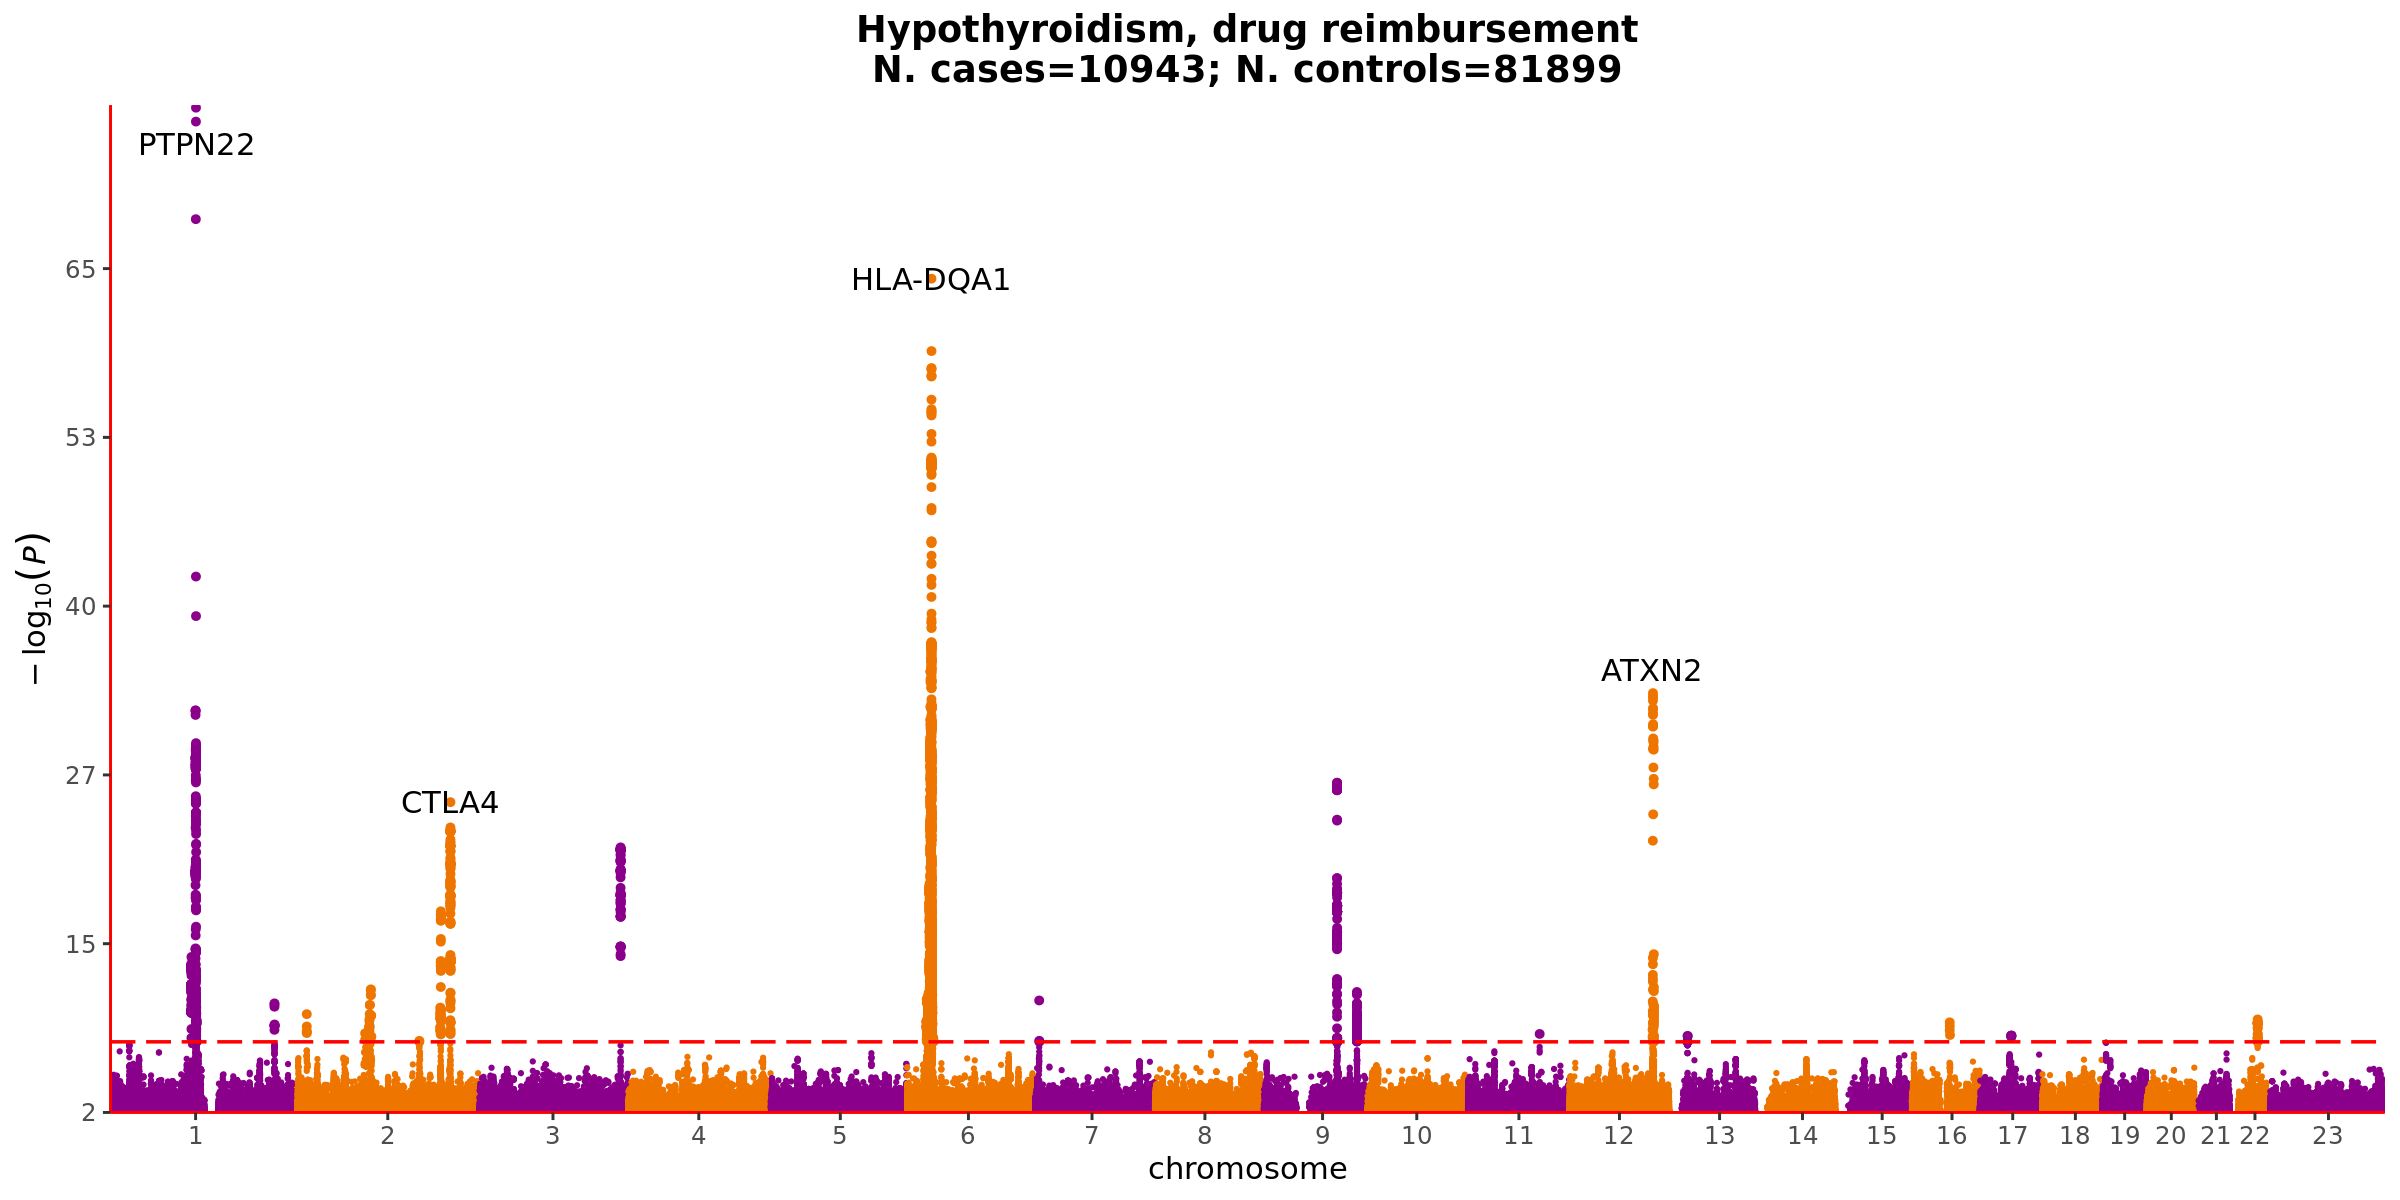 Hypothyroidism, drug reimbursement
N. cases=10943; N. controls=81899
PTPN22
HLA-DQA1
ATXN2
CTLA4
− log10(P)
65
53
40
27
15
2
1 2 3 4 5 6 7 8 9 10 11 12 13 14 15 16 17 18 19 20 21 22 23
chromosome